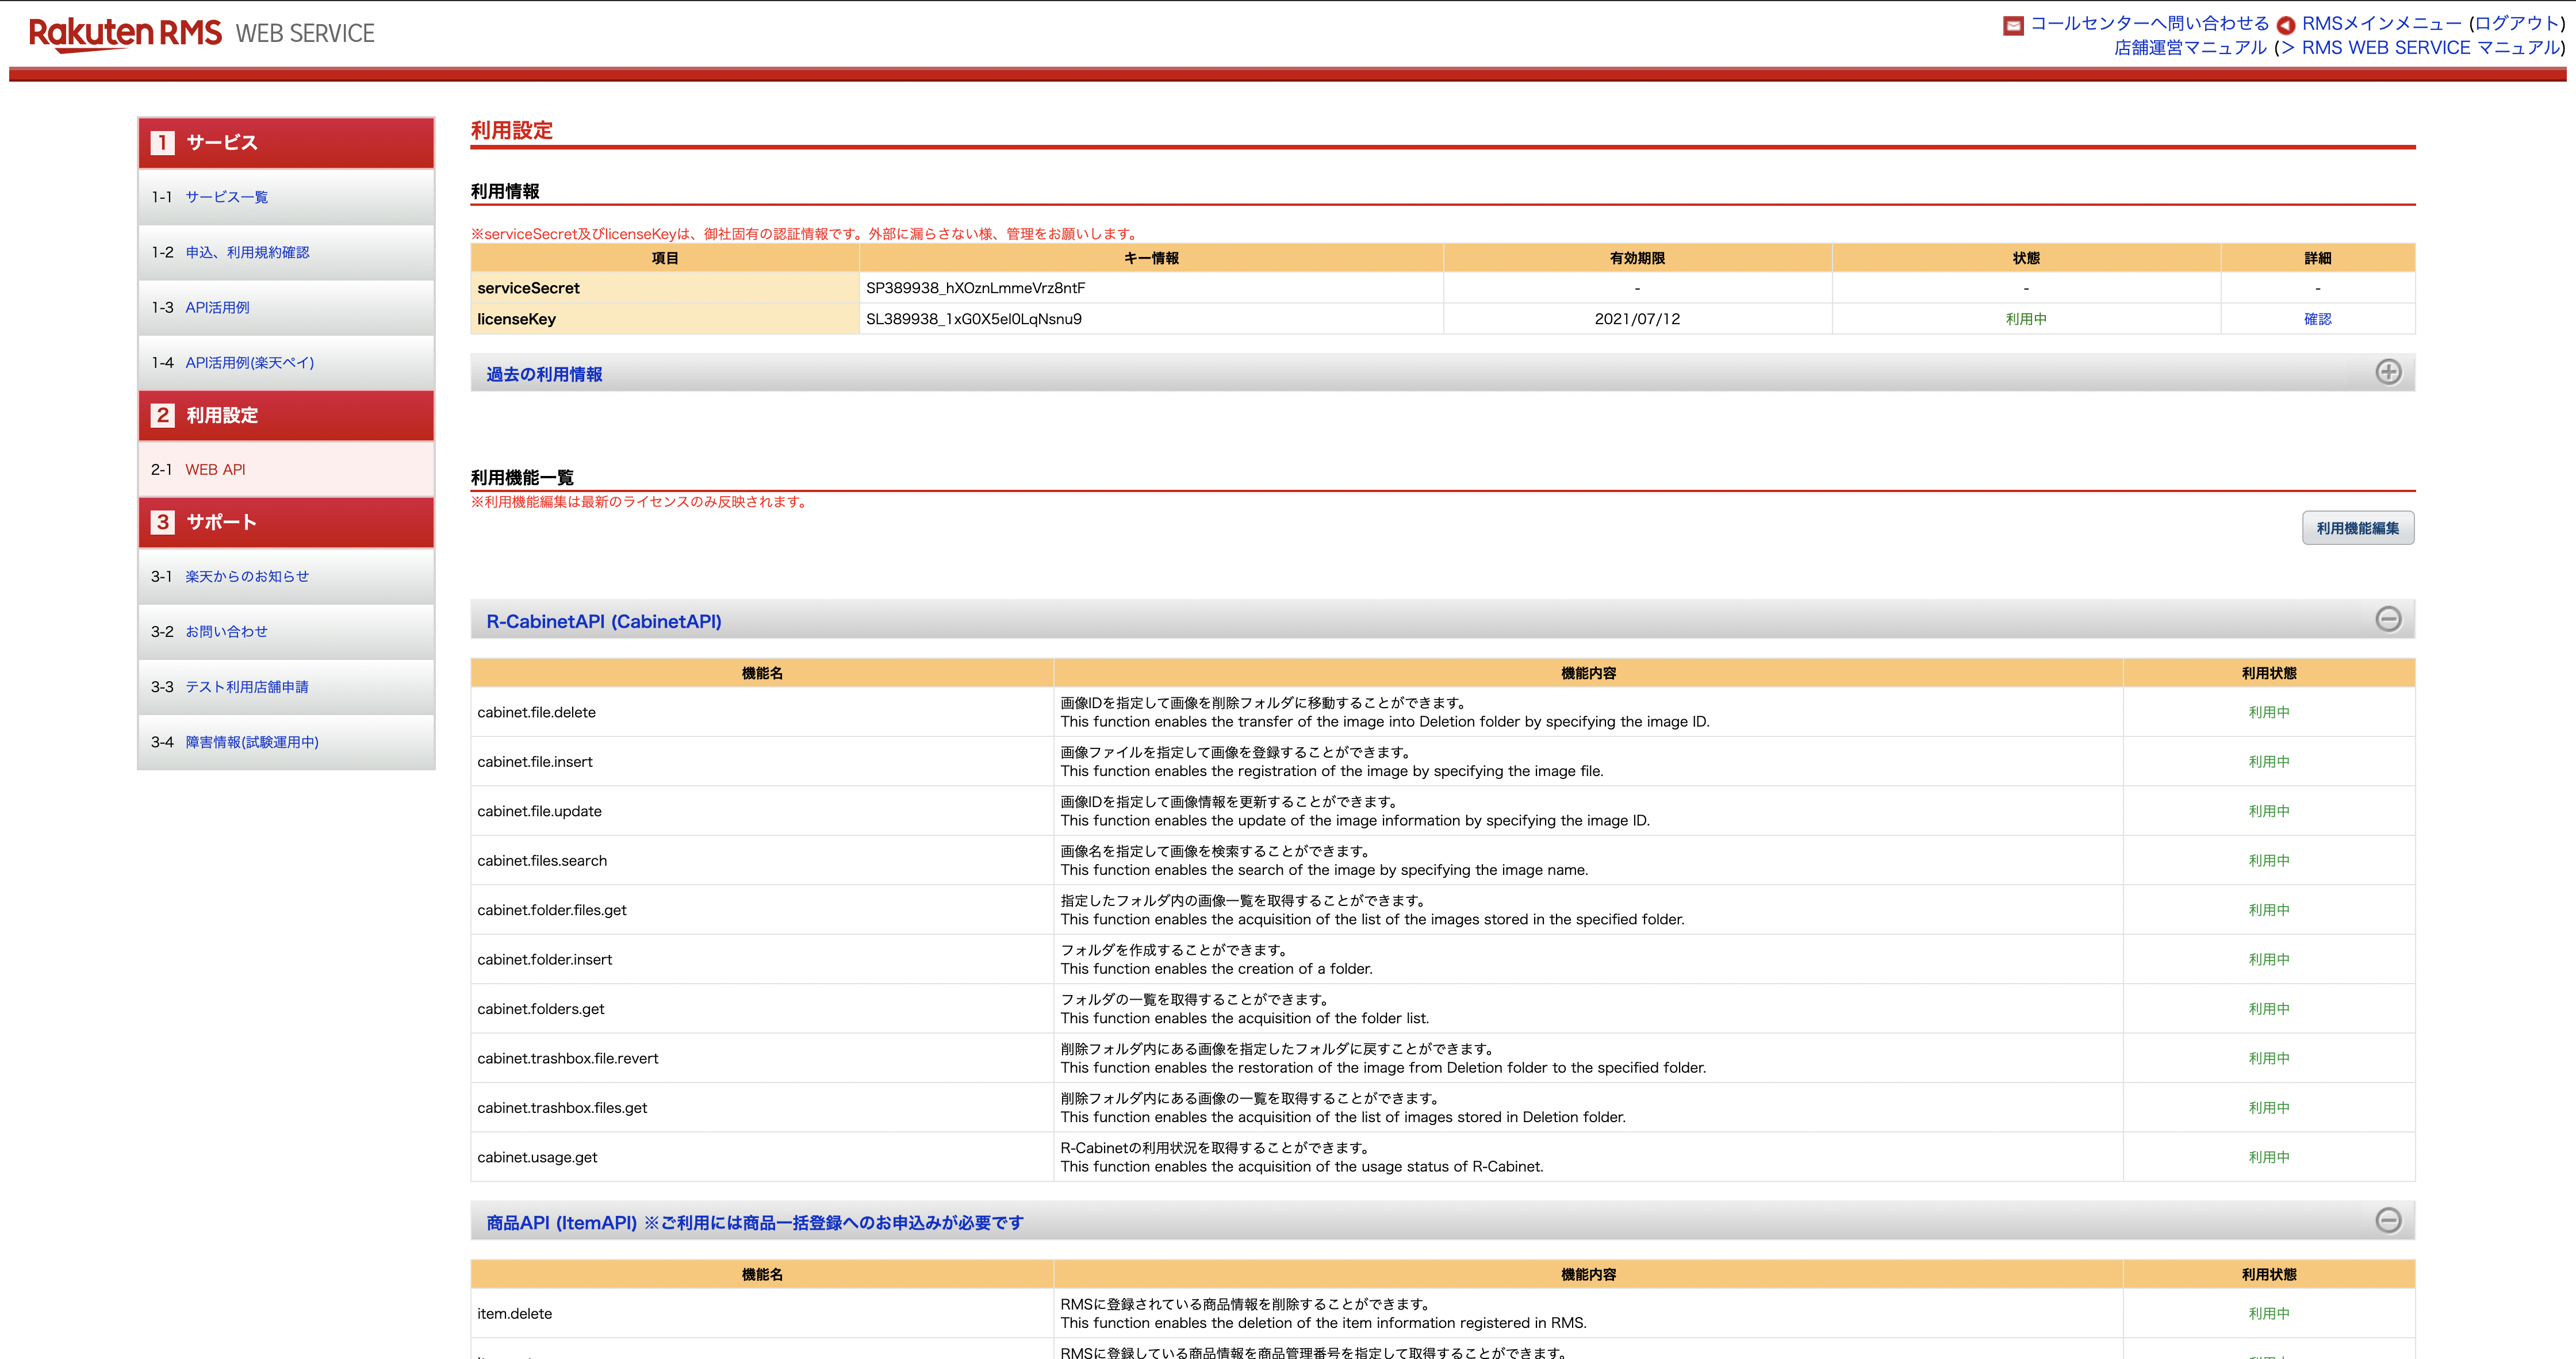 Rakuten RMS WEB SERVICE
コールセンターへ問い合わせる RMSメインメニュー (ログアウト)
店舗運営マニュアル (＞ RMS WEB SERVICE マニュアル)
1 サービス
1-1 サービス一覧
1-2 申込、利用規約確認
1-3 API活用例
1-4 API活用例(楽天ペイ)
2 利用設定
2-1 WEB API
3 サポート
3-1 楽天からのお知らせ
3-2 お問い合わせ
3-3 テスト利用店舗申請
3-4 障害情報(試験運用中)
利用設定
利用情報
※serviceSecret及びlicenseKeyは、御社固有の認証情報です。外部に漏らさない様、管理をお願いします。
項目 キー情報 有効期限 状態 詳細
serviceSecret SP389938_hXOznLmmeVrz8ntF - - -
licenseKey SL389938_1xG0X5el0LqNsnu9 2021/07/12 利用中 確認
過去の利用情報
利用機能一覧
※利用機能編集は最新のライセンスのみ反映されます。
利用機能編集
R-CabinetAPI (CabinetAPI)
機能名 機能内容 利用状態
cabinet.file.delete 画像IDを指定して画像を削除フォルダに移動することができます。 利用中
This function enables the transfer of the image into Deletion folder by specifying the image ID.
cabinet.file.insert 画像ファイルを指定して画像を登録することができます。 利用中
This function enables the registration of the image by specifying the image file.
cabinet.file.update 画像IDを指定して画像情報を更新することができます。 利用中
This function enables the update of the image information by specifying the image ID.
cabinet.files.search 画像名を指定して画像を検索することができます。 利用中
This function enables the search of the image by specifying the image name.
cabinet.folder.files.get 指定したフォルダ内の画像一覧を取得することができます。 利用中
This function enables the acquisition of the list of the images stored in the specified folder.
cabinet.folder.insert フォルダを作成することができます。 利用中
This function enables the creation of a folder.
cabinet.folders.get フォルダの一覧を取得することができます。 利用中
This function enables the acquisition of the folder list.
cabinet.trashbox.file.revert 削除フォルダ内にある画像を指定したフォルダに戻すことができます。 利用中
This function enables the restoration of the image from Deletion folder to the specified folder.
cabinet.trashbox.files.get 削除フォルダ内にある画像の一覧を取得することができます。 利用中
This function enables the acquisition of the list of images stored in Deletion folder.
cabinet.usage.get R-Cabinetの利用状況を取得することができます。 利用中
This function enables the acquisition of the usage status of R-Cabinet.
商品API (ItemAPI) ※ご利用には商品一括登録へのお申込みが必要です
機能名 機能内容 利用状態
item.delete RMSに登録されている商品情報を削除することができます。 利用中
This function enables the deletion of the item information registered in RMS.
RMSに登録している商品情報を商品管理番号を指定して取得することができます。